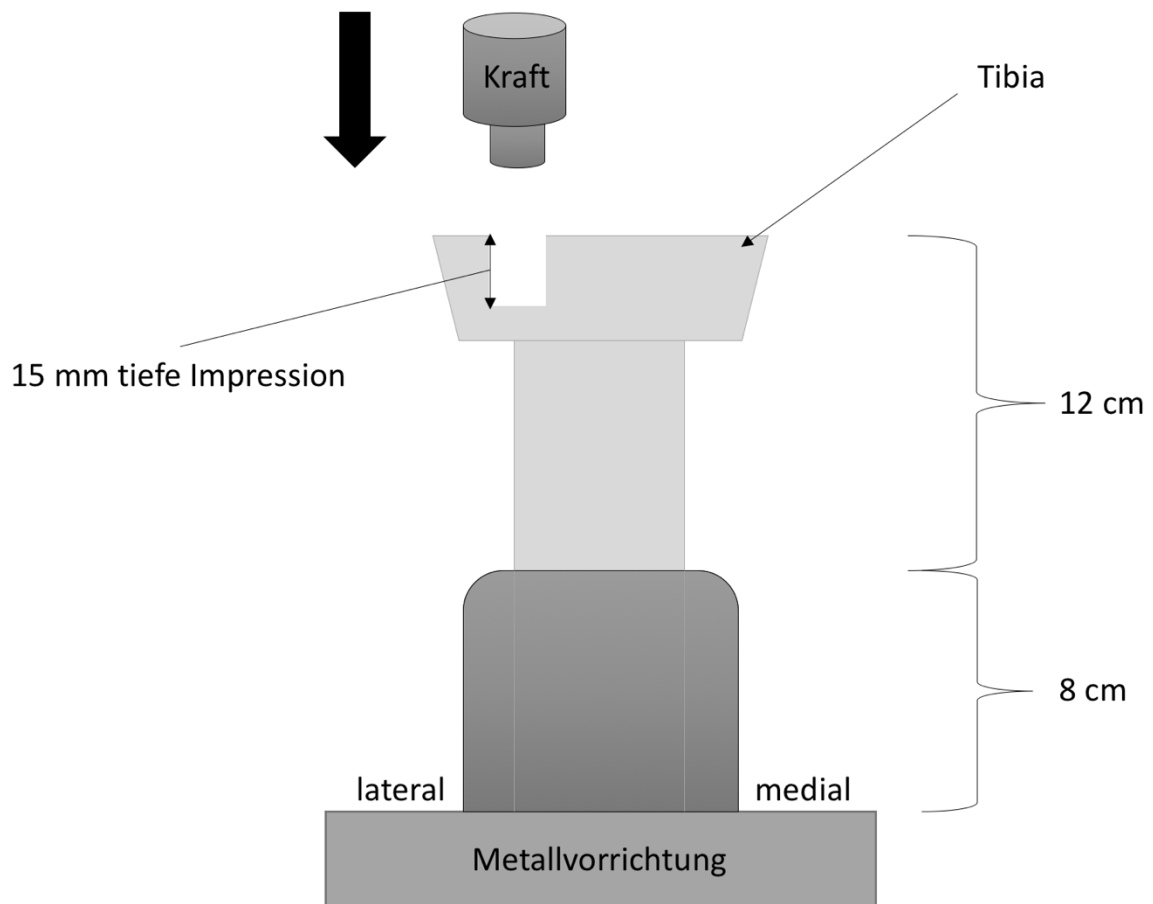 Kraft
Tibia
15 mm tiefe Impression
12 cm
8 cm
lateral
medial
Metallvorrichtung